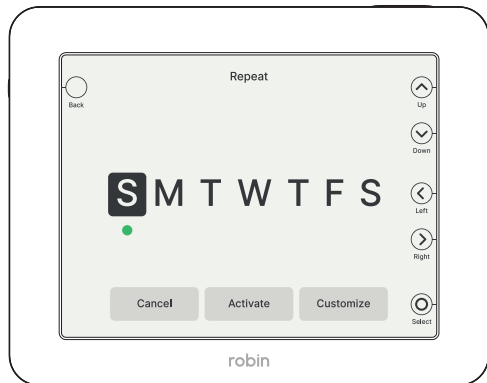 Repeat
Back
Up
Down
S M T W T F S
Left
Right
Cancel Activate Customize
Select
robin